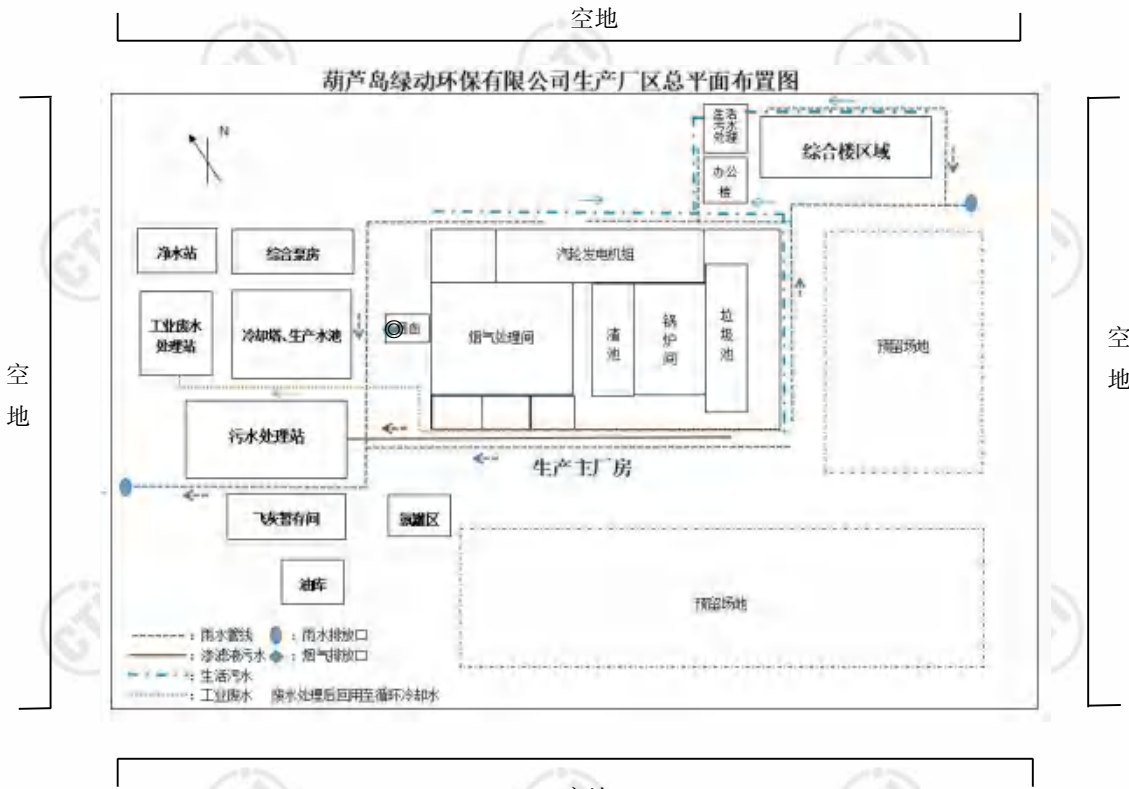 空地
葫芦岛绿动环保有限公司生产厂区总平面布置图
N
生活
污水
处理
综合楼区域
办公
楼
净水站
综合泵房
汽轮发电机组
工业废水
处理站
冷却塔、生产水池
烟囱
烟气处理间
渣池
锅炉间
垃圾池
预留场地
空地
空地
污水处理站
生产主厂房
飞灰暂存间
氨罐区
油库
预留场地
：雨水管线 ：雨水排放口
：渗滤液污水 ：烟气排放口
：生活污水
：工业废水 废水处理后回用至循环冷却水
CTI